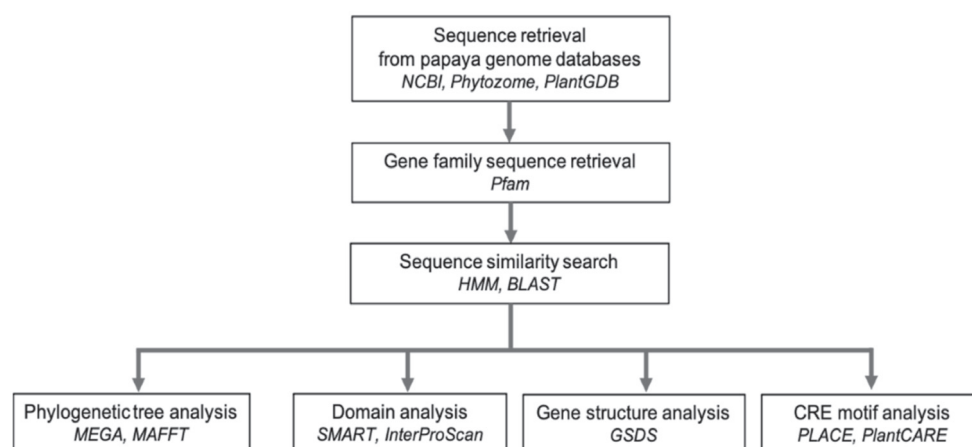 Sequence retrieval
from papaya genome databases
NCBI, Phytozome, PlantGDB
Gene family sequence retrieval
Pfam
Sequence similarity search
HMM, BLAST
Phylogenetic tree analysis
MEGA, MAFFT
Domain analysis
SMART, InterProScan
Gene structure analysis
GSDS
CRE motif analysis
PLACE, PlantCARE